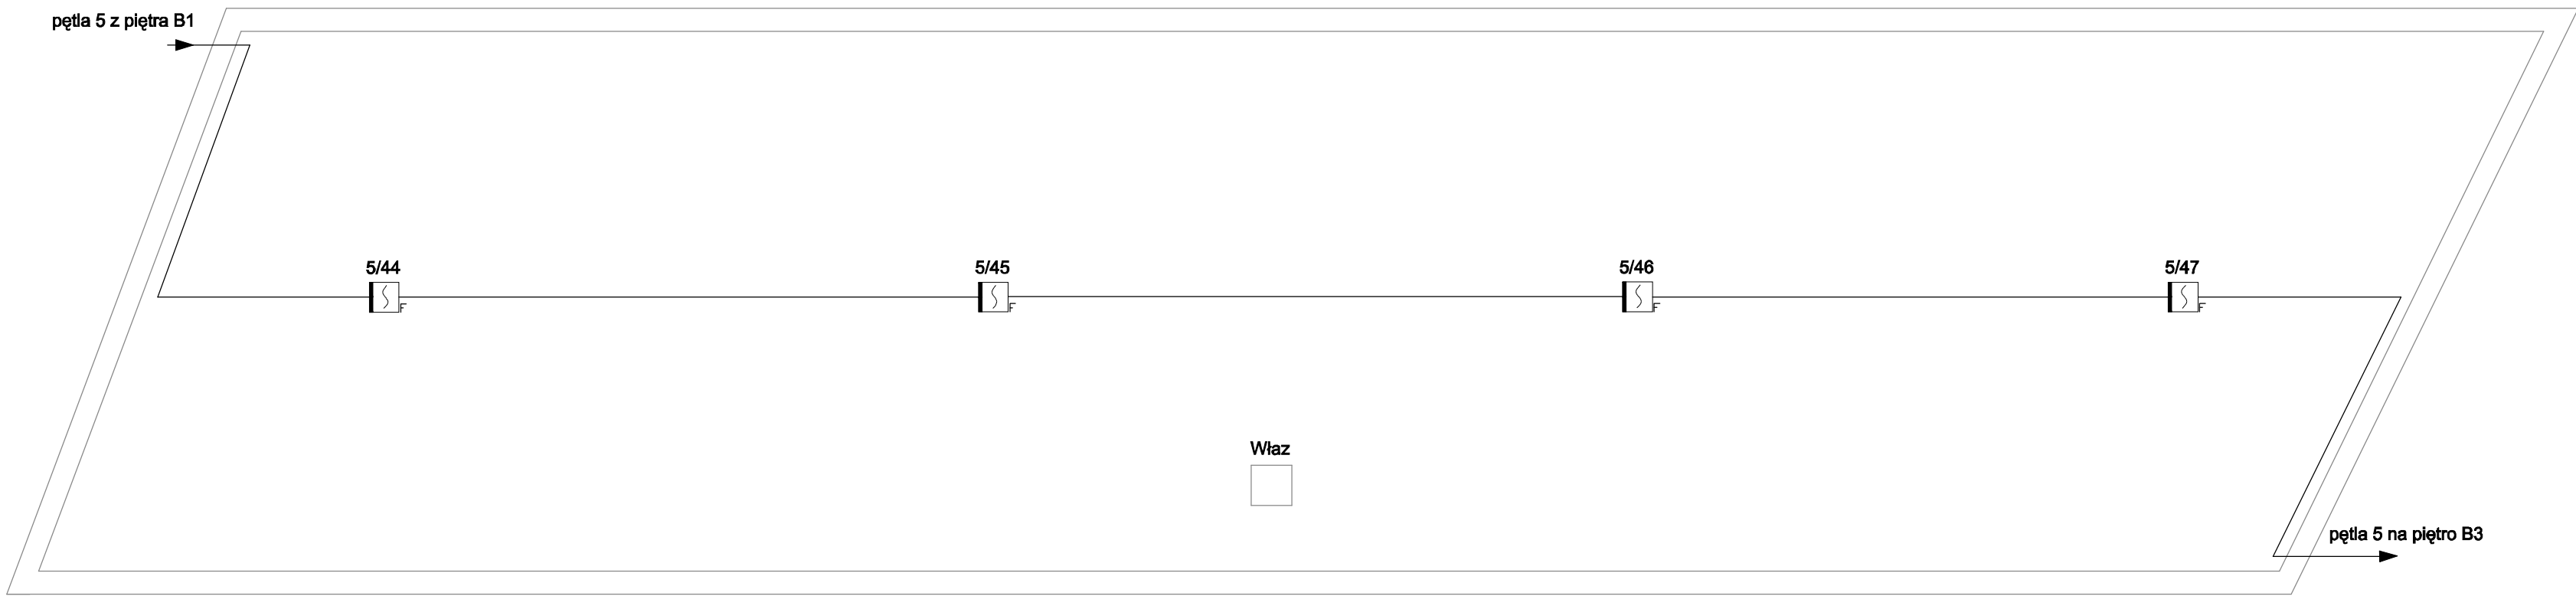 pętla 5 z piętra B1
5/44
F
5/45
F
5/46
F
5/47
F
Właz
pętla 5 na piętro B3